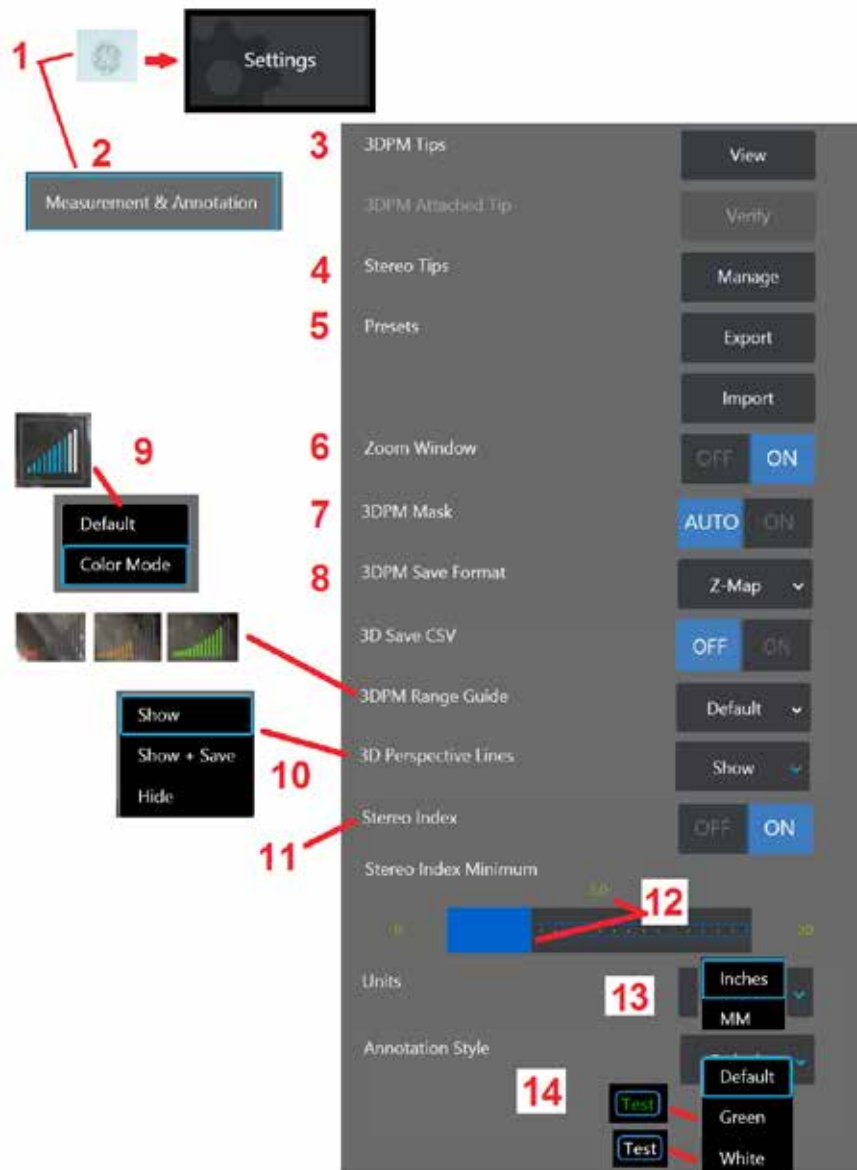 1
Settings
2
Measurement & Annotation
3
3DPM Tips
View
3DPM Attached Tip
Verify
4
Stereo Tips
Manage
5
Presets
Export
Import
6
Zoom Window
OFF ON
7
3DPM Mask
AUTO ON
8
3DPM Save Format
Z-Map
3D Save CSV
OFF ON
9
Default
Color Mode
3DPM Range Guide
Default
Show
Show + Save
Hide
10
3D Perspective Lines
Show
11
Stereo Index
OFF ON
Stereo Index Minimum
12
Units
13
Inches
MM
Annotation Style
14
Default
Green
White
Test
Test